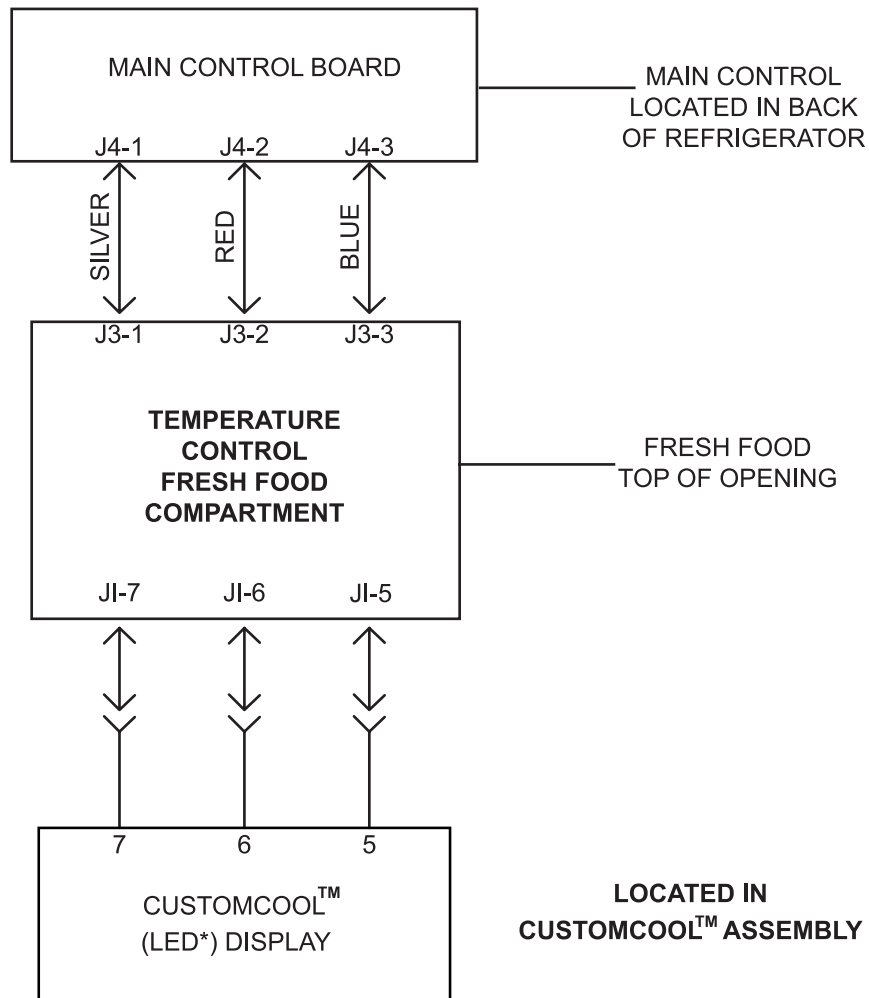 MAIN CONTROL BOARD
MAIN CONTROL
LOCATED IN BACK
OF REFRIGERATOR
J4-1 J4-2 J4-3
SILVER RED BLUE
J3-1 J3-2 J3-3
TEMPERATURE
CONTROL
FRESH FOOD
COMPARTMENT
FRESH FOOD
TOP OF OPENING
JI-7 JI-6 JI-5
7 6 5
CUSTOMCOOL™
(LED*) DISPLAY
LOCATED IN
CUSTOMCOOL™ ASSEMBLY